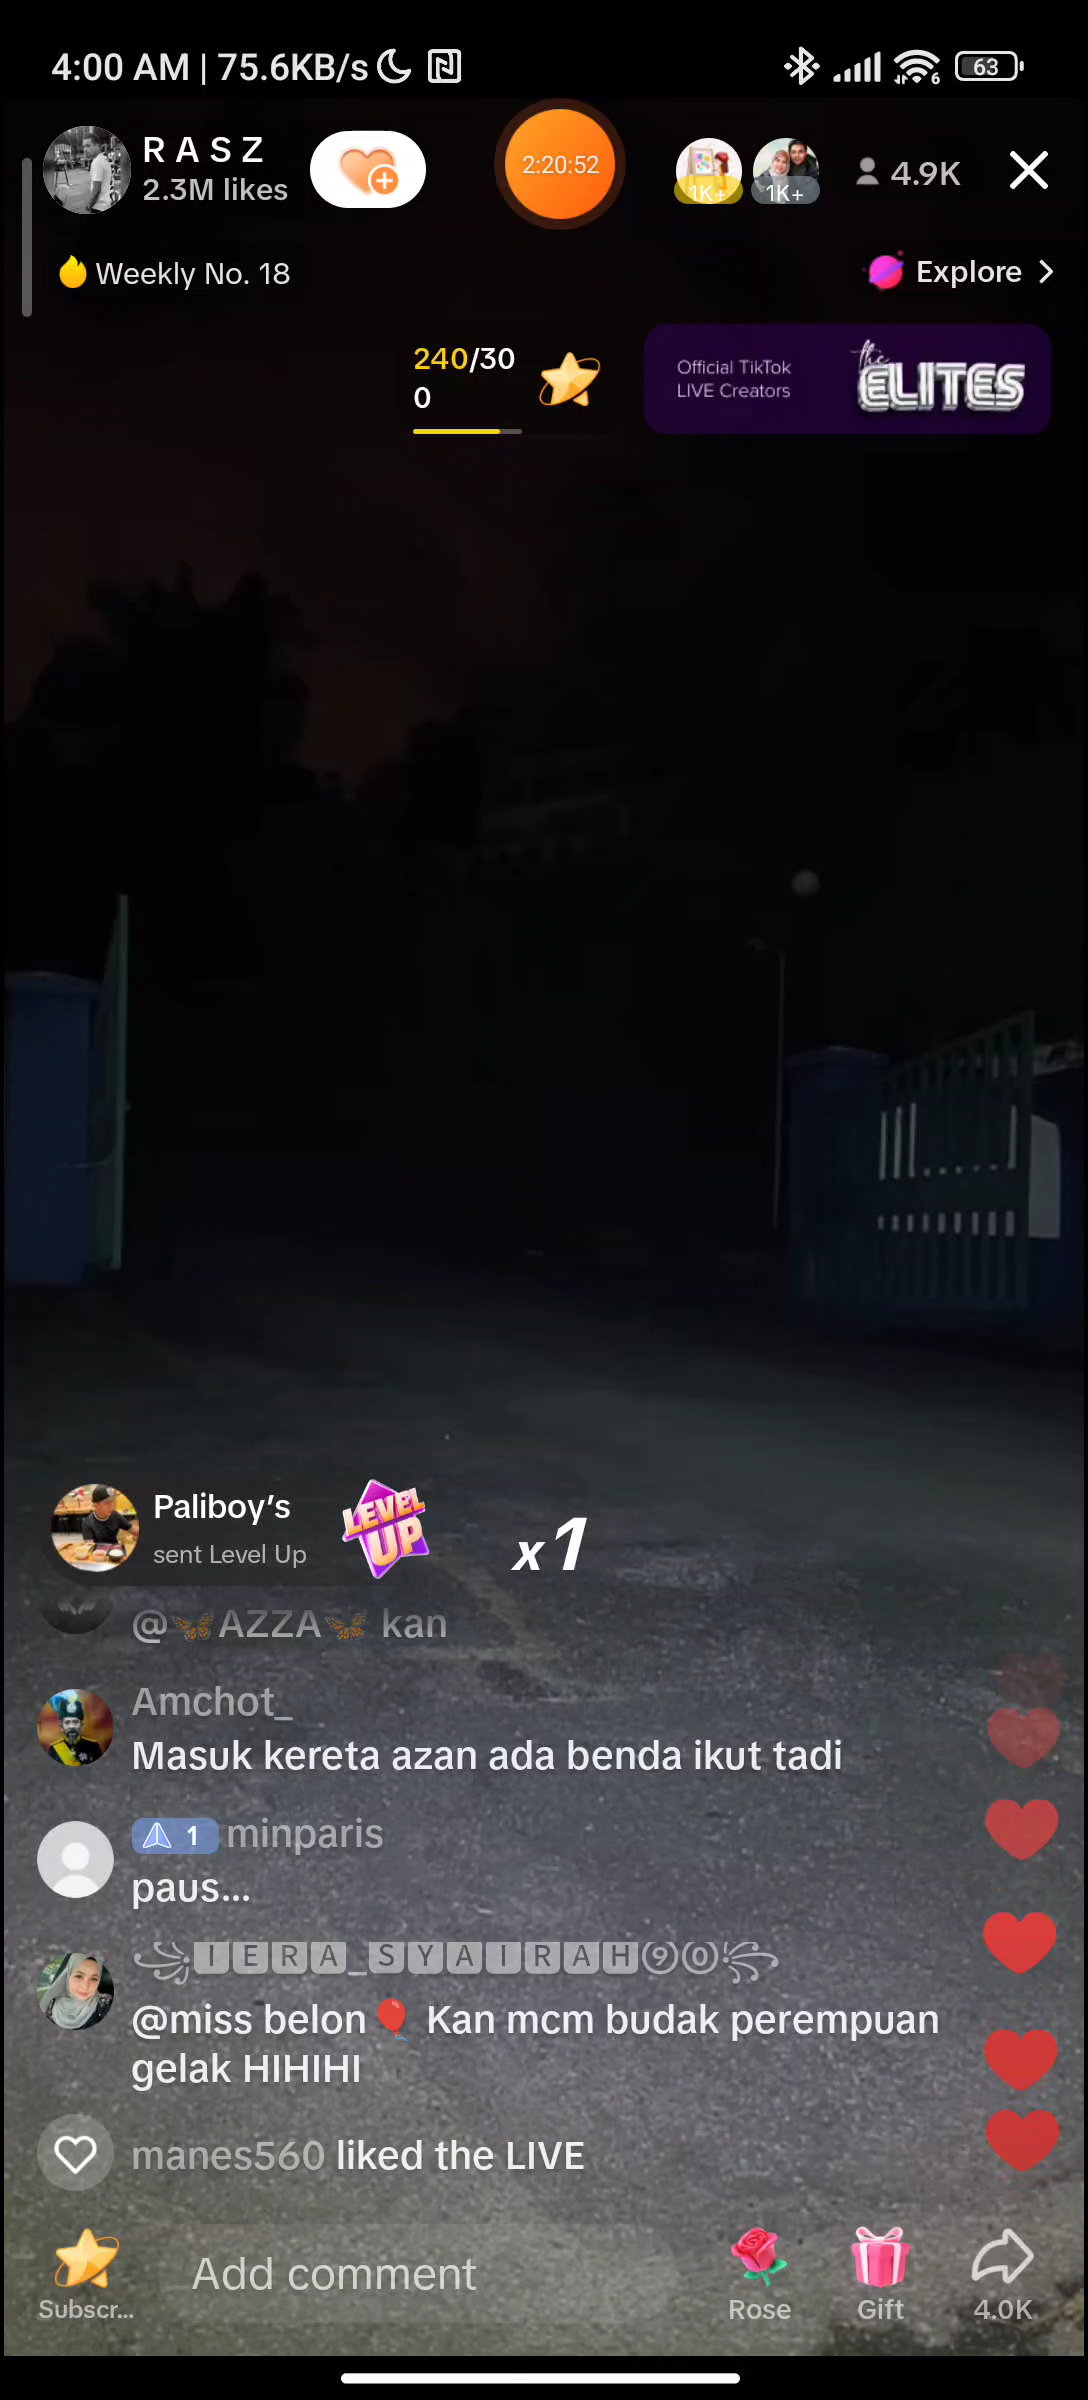 4:00 AM | 75.6KB/s
6
63
R A S Z
2.3M likes
2:20:52
1K+
1K+
4.9K
Weekly No. 18
Explore
240/30
0
Official TikTok
LIVE Creators
the
ELITES
Paliboy's
sent Level Up
LEVEL
UP
x1
@🦋AZZA🦋 kan
Amchot_
Masuk kereta azan ada benda ikut tadi
1 minparis
paus...
꧁🄸🄴🅁🄰_🅂🅈🄰🄸🅁🄰🄷⑨⓪꧂
@miss belon🎈 Kan mcm budak perempuan
gelak HIHIHI
manes560 liked the LIVE
Subscr...
Add comment
Rose
Gift
4.0K